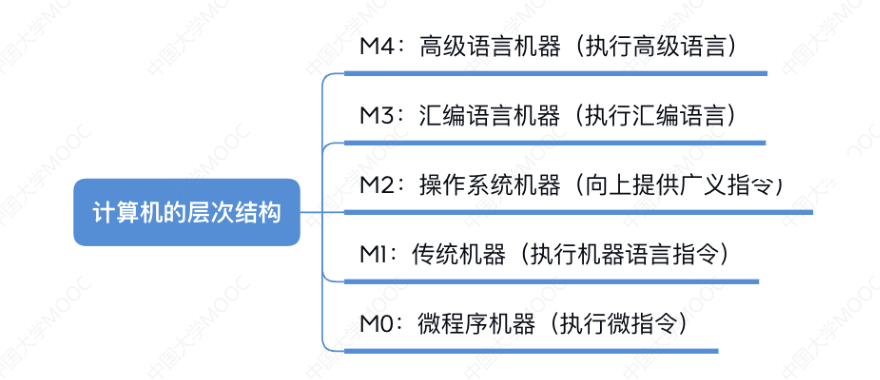 M4：高级语言机器（执行高级语言）
M3：汇编语言机器（执行汇编语言）
计算机的层次结构
M2：操作系统机器（向上提供广义指令）
M1：传统机器（执行机器语言指令）
M0：微程序机器（执行微指令）
中国大学MOOC